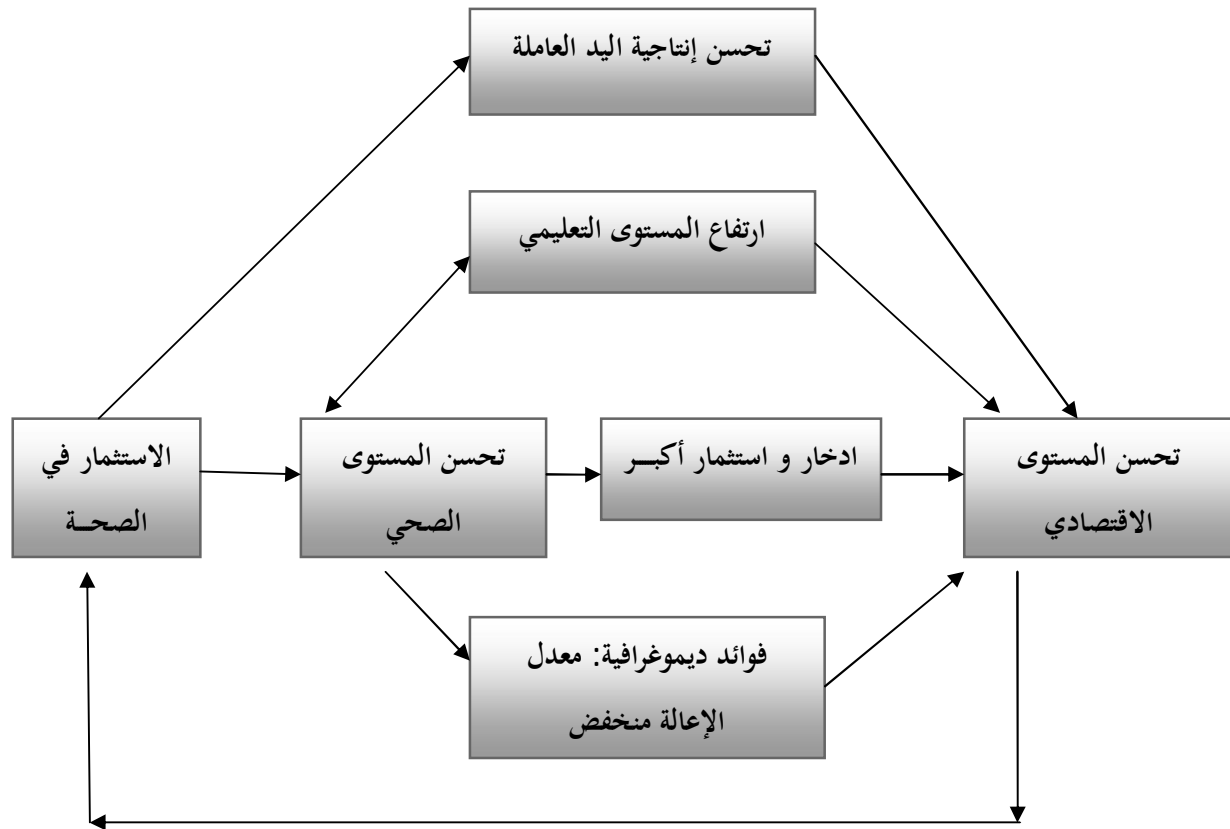 تحسن إنتاجية اليد العاملة
ارتفاع المستوى التعليمي
الاستثمار في
الصحـة
تحسن المستوى
الصحي
ادخار و استثمار أكبـر
تحسن المستوى
الاقتصادي
فوائد ديموغرافية: معدل
الإعالة منخفض